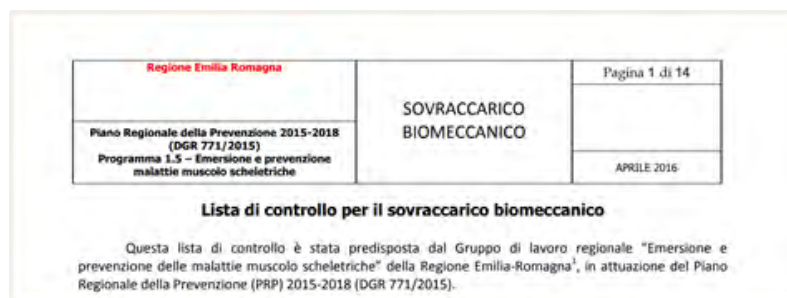 Regione Emilia Romagna
Pagina 1 di 14
SOVRACCARICO
BIOMECCANICO
Piano Regionale della Prevenzione 2015-2018
(DGR 771/2015)
Programma 1.5 – Emersione e prevenzione
malattie muscolo scheletriche
APRILE 2016
Lista di controllo per il sovraccarico biomeccanico
Questa lista di controllo è stata predisposta dal Gruppo di lavoro regionale "Emersione e
prevenzione delle malattie muscolo scheletriche" della Regione Emilia-Romagna¹, in attuazione del Piano
Regionale della Prevenzione (PRP) 2015-2018 (DGR 771/2015).